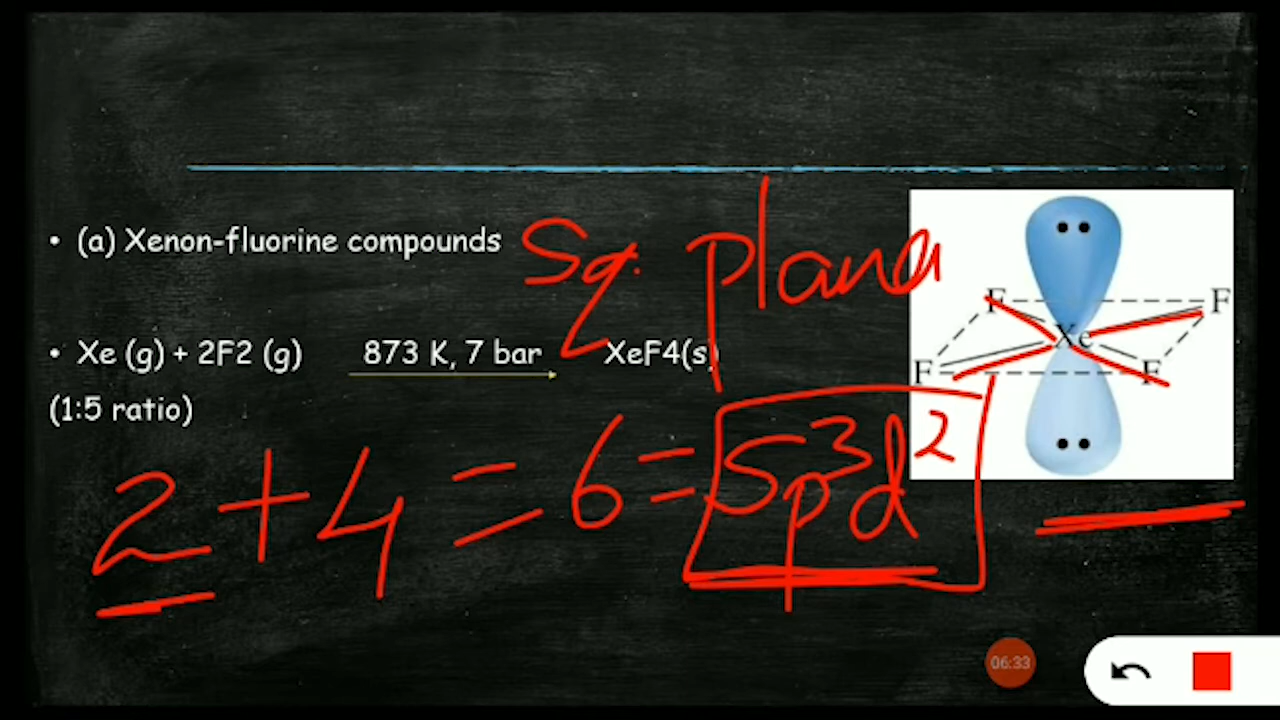 • (a) Xenon-fluorine compounds
Sq. plana
• Xe (g) + 2F2 (g) 873 K, 7 bar XeF4(s)
(1:5 ratio)
2 + 4 = 6 = Sp3d2
F F
Xe
F F
06:33